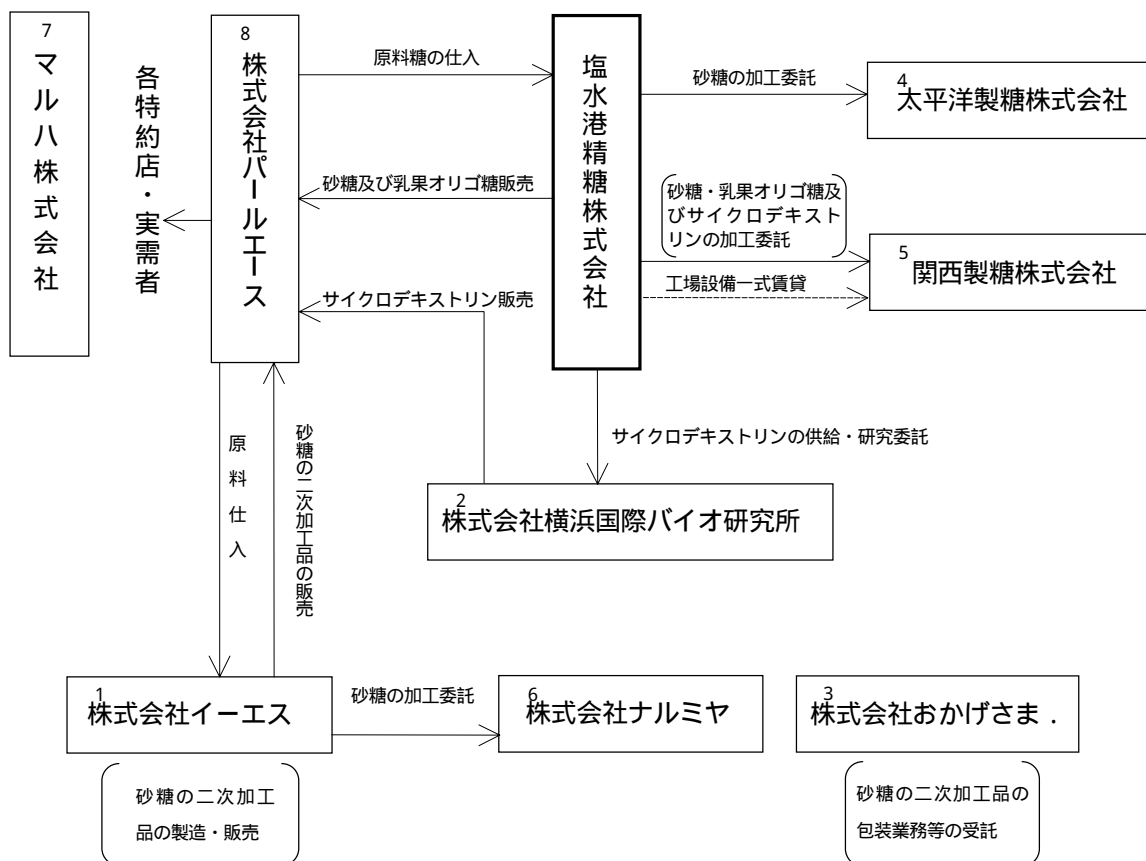 7
マルハ株式会社
各特約店・実需者
8
株式会社パールエース
原料糖の仕入
砂糖及び乳果オリゴ糖販売
サイクロデキストリン販売
塩水港精糖株式会社
砂糖の加工委託
4
太平洋製糖株式会社
砂糖・乳果オリゴ糖及
びサイクロデキスト
リンの加工委託
5
関西製糖株式会社
工場設備一式賃貸
原料仕入
砂糖の二次加工品の販売
サイクロデキストリンの供給・研究委託
2
株式会社横浜国際バイオ研究所
1
株式会社イーエス
砂糖の加工委託
6
株式会社ナルミヤ
3
株式会社おかげさま．
砂糖の二次加工
品の製造・販売
砂糖の二次加工品の
包装業務等の受託